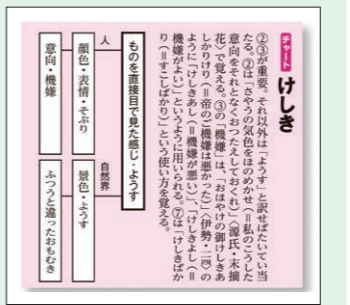 チャート けしき
②③が重要。それ以外は「ようす」と訳せばたいてい当
たる。②は「さやうの気色をほのめかせ(=私のこうした
意向をそれとなくおつたえしておくれ)」〈源氏・末摘
花〉で覚える。③の「機嫌」は、「おほやけの御けしきあ
しかりけり(=帝のご機嫌は悪かった)」〈伊勢・一一四〉の
ように「けしきあし(=機嫌が悪い)」、「けしきよし(=
機嫌がよい)」というように用いられる。⑦は「けしきばか
り(=すこしばかり)」という使い方を覚える。
ものを直接目で見た感じ・ようす
人
顔色・表情・そぶり
意向・機嫌
自然界
景色・ようす
ふつうと違ったおもむき